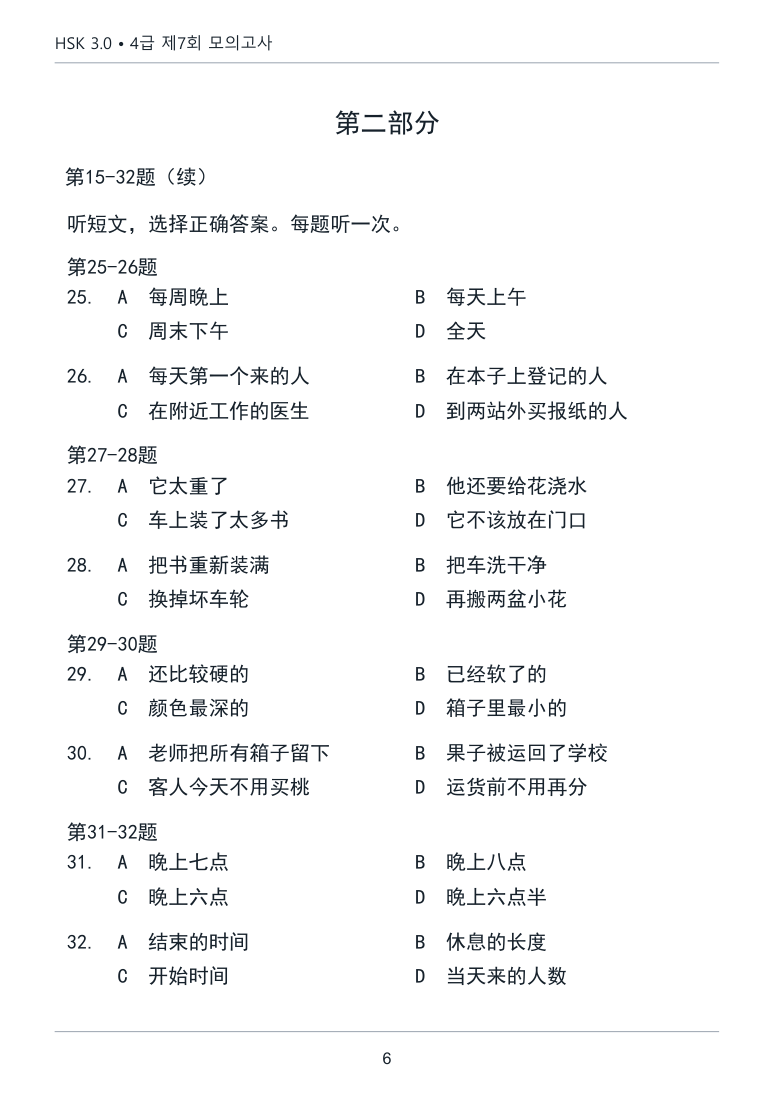 HSK 3.0 • 4급 제7회 모의고사
第二部分
第15-32题（续）
听短文，选择正确答案。每题听一次。
第25-26题
25. A 每周晚上 B 每天上午
C 周末下午 D 全天
26. A 每天第一个来的人 B 在本子上登记的人
C 在附近工作的医生 D 到两站外买报纸的人
第27-28题
27. A 它太重了 B 他还要给花浇水
C 车上装了太多书 D 它不该放在门口
28. A 把书重新装满 B 把车洗干净
C 换掉坏车轮 D 再搬两盆小花
第29-30题
29. A 还比较硬的 B 已经软了的
C 颜色最深的 D 箱子里最小的
30. A 老师把所有箱子留下 B 果子被运回了学校
C 客人今天不用买桃 D 运货前不用再分
第31-32题
31. A 晚上七点 B 晚上八点
C 晚上六点 D 晚上六点半
32. A 结束的时间 B 休息的长度
C 开始时间 D 当天来的人数
6